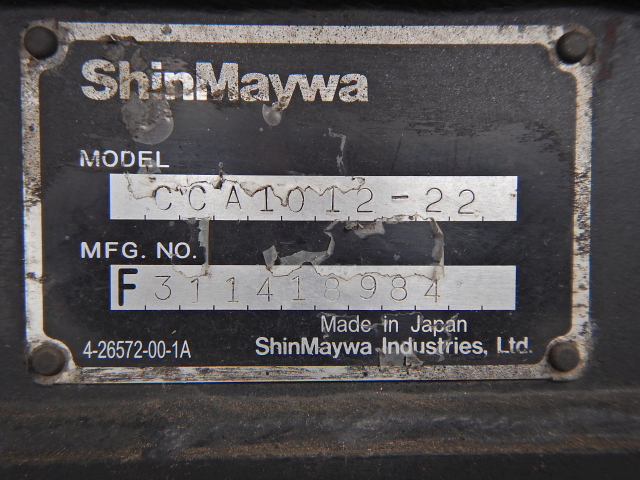 ShinMaywa
MODEL
CCA1012-22
MFG. NO.
F 311418984
Made in Japan
4-26572-00-1A ShinMaywa Industries, Ltd.